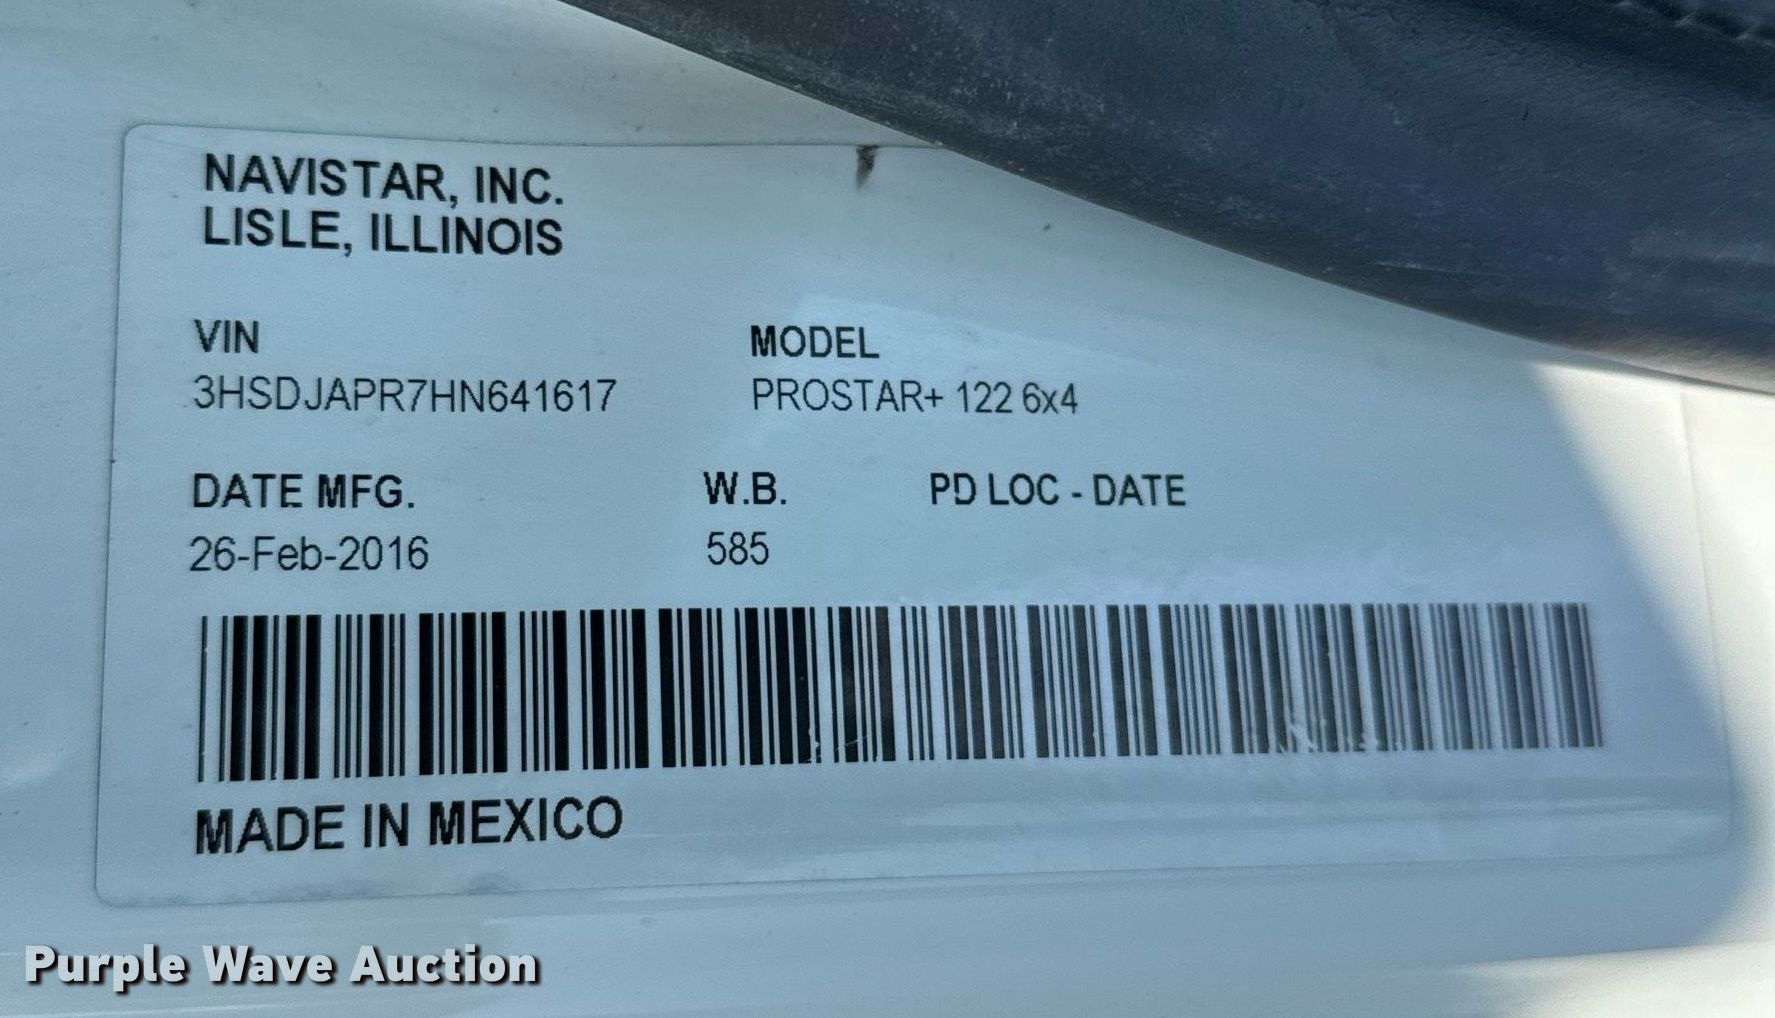 NAVISTAR, INC.
LISLE, ILLINOIS
VIN MODEL
3HSDJAPR7HN641617 PROSTAR+ 122 6x4
DATE MFG. W.B. PD LOC - DATE
26-Feb-2016 585
MADE IN MEXICO
Purple Wave Auction